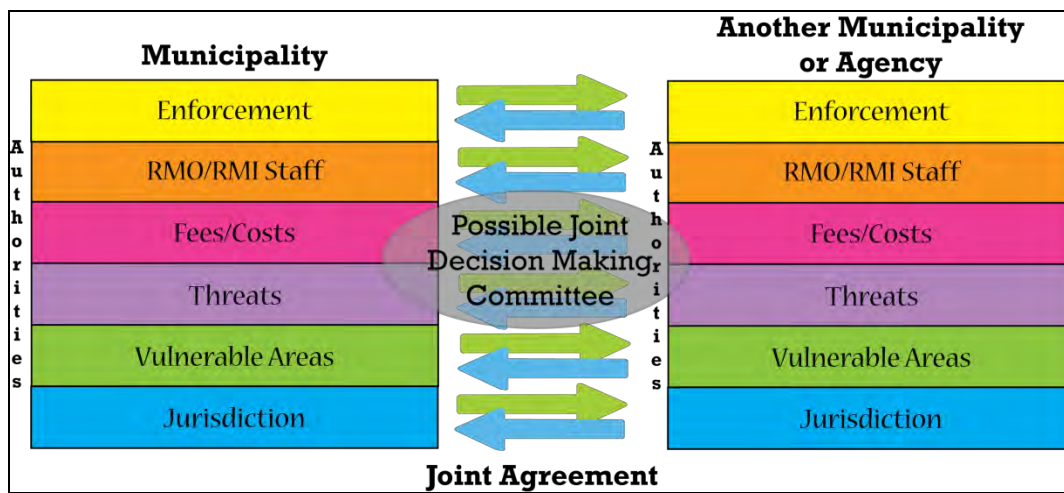 Municipality
Another Municipality
or Agency
Authorities
Enforcement
RMO/RMI Staff
Fees/Costs
Threats
Vulnerable Areas
Jurisdiction
Possible Joint
Decision Making
Committee
Authorities
Enforcement
RMO/RMI Staff
Fees/Costs
Threats
Vulnerable Areas
Jurisdiction
Joint Agreement